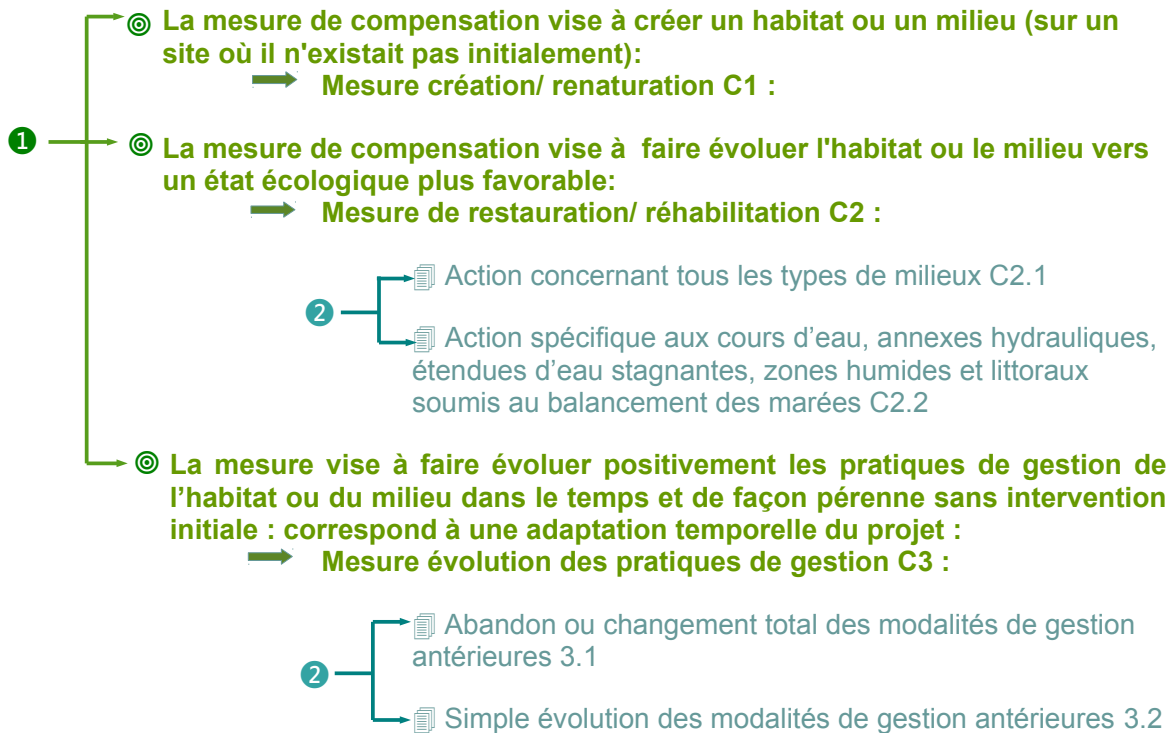 La mesure de compensation vise à créer un habitat ou un milieu (sur un
site où il n'existait pas initialement):
Mesure création/ renaturation C1 :
1
La mesure de compensation vise à faire évoluer l'habitat ou le milieu vers
un état écologique plus favorable:
Mesure de restauration/ réhabilitation C2 :
Action concernant tous les types de milieux C2.1
2
Action spécifique aux cours d’eau, annexes hydrauliques,
étendues d’eau stagnantes, zones humides et littoraux
soumis au balancement des marées C2.2
La mesure vise à faire évoluer positivement les pratiques de gestion de
l’habitat ou du milieu dans le temps et de façon pérenne sans intervention
initiale : correspond à une adaptation temporelle du projet :
Mesure évolution des pratiques de gestion C3 :
Abandon ou changement total des modalités de gestion
antérieures 3.1
2
Simple évolution des modalités de gestion antérieures 3.2